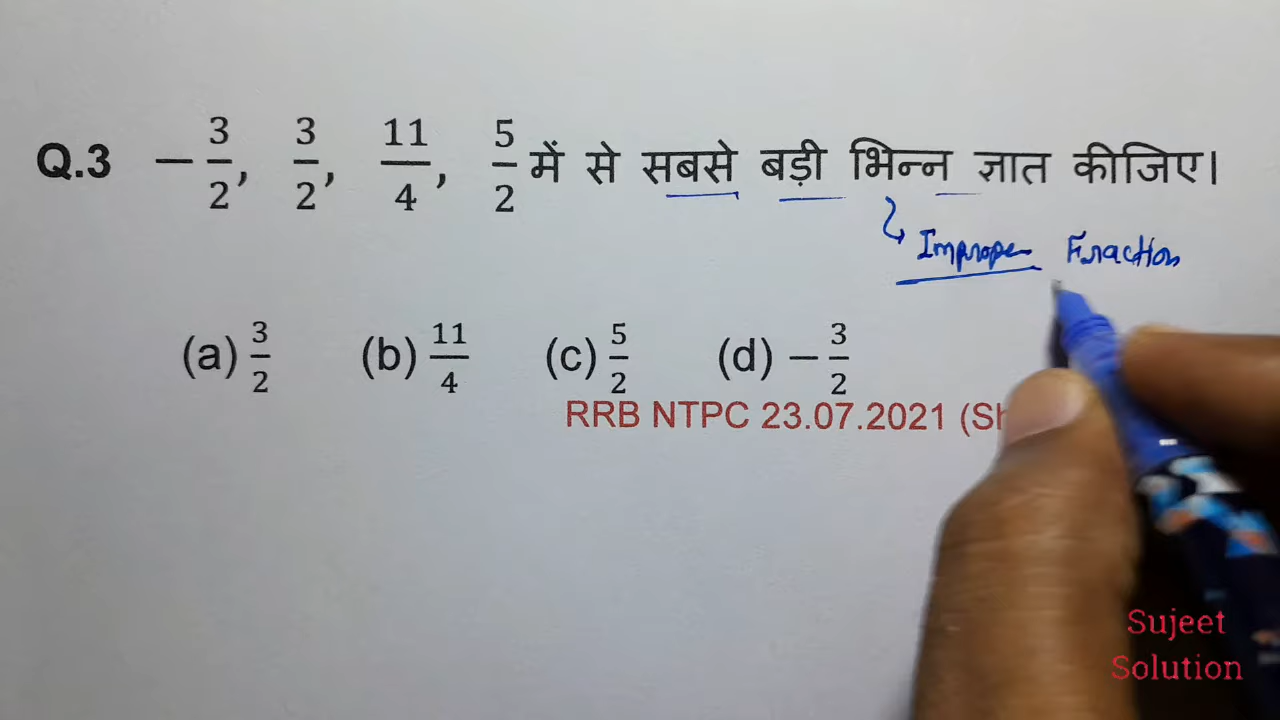 Q.3 −3/2, 3/2, 11/4, 5/2 में से सबसे बड़ी भिन्न ज्ञात कीजिए।
Improper Fraction
(a) 3/2 (b) 11/4 (c) 5/2 (d) −3/2
RRB NTPC 23.07.2021 (Sh
Sujeet
Solution